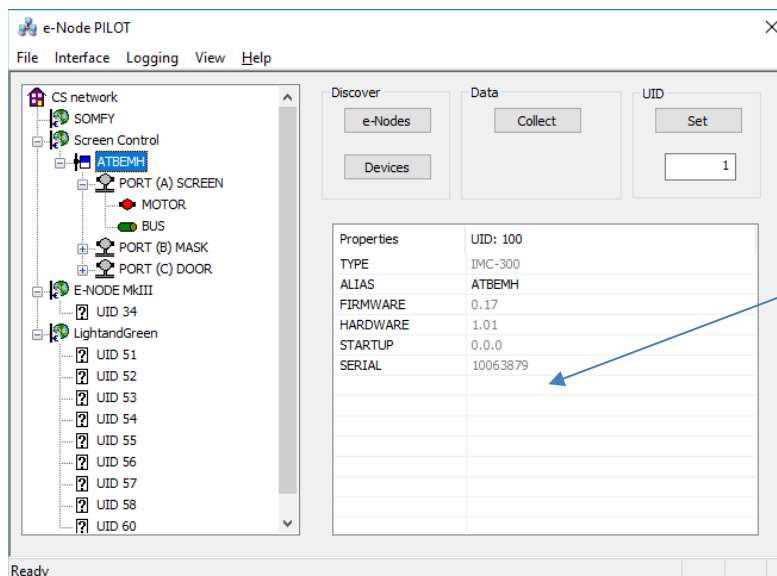 e-Node PILOT
File Interface Logging View Help
CS network
SOMFY
Screen Control
ATBEMH
PORT (A) SCREEN
MOTOR
BUS
PORT (B) MASK
PORT (C) DOOR
E-NODE MkIII
UID 34
LightandGreen
UID 51
UID 52
UID 53
UID 54
UID 55
UID 56
UID 57
UID 58
UID 60
Discover
e-Nodes
Devices
Data
Collect
UID
Set
1
Properties UID: 100
TYPE IMC-300
ALIAS ATBEMH
FIRMWARE 0.17
HARDWARE 1.01
STARTUP 0.0.0
SERIAL 10063879
Ready